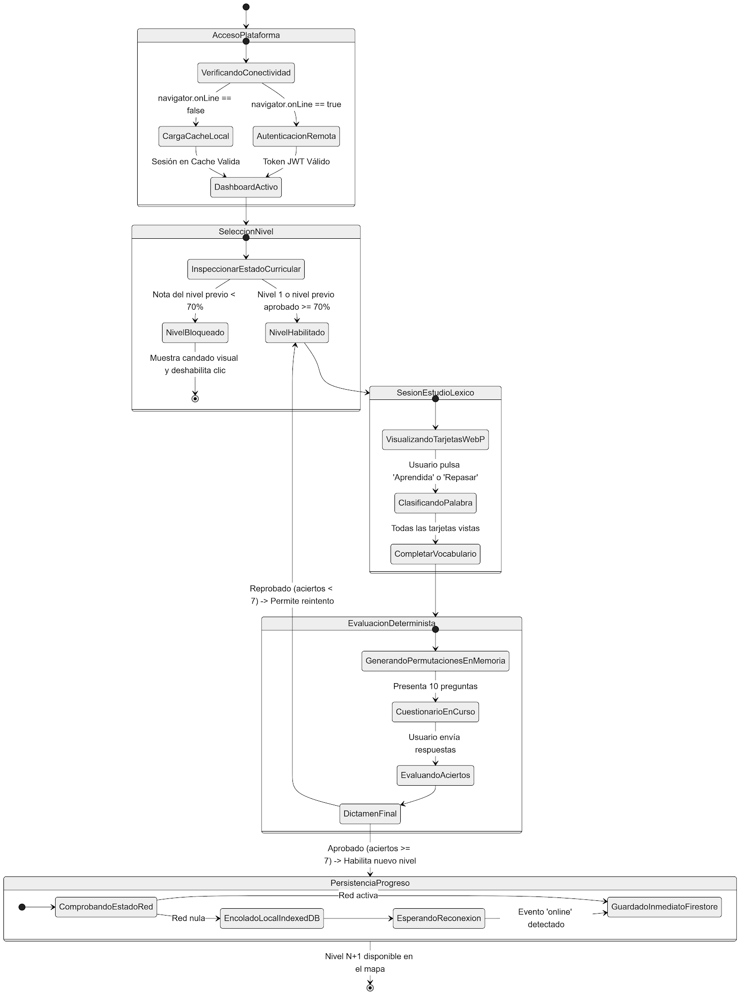 AccesoPlataforma
VerificandoConectividad
navigator.onLine ==
false
navigator.onLine == true
CargaCacheLocal
AutenticacionRemota
Sesión en Cache Valida
Token JWT Válido
DashboardActivo
SeleccionNivel
InspeccionarEstadoCurricular
Nota del nivel previo <
70%
Nivel 1 o nivel previo
aprobado >= 70%
NivelBloqueado
NivelHabilitado
Muestra candado visual
y deshabilita clic
SesionEstudioLexico
VisualizandoTarjetasWebP
Usuario pulsa
'Aprendida' o 'Repasar'
ClasificandoPalabra
Todas las tarjetas vistas
CompletarVocabulario
Reprobado (aciertos <
7) -> Permite reintento
EvaluacionDeterminista
GenerandoPermutacionesEnMemoria
Presenta 10 preguntas
CuestionarioEnCurso
Usuario envía
respuestas
EvaluandoAciertos
DictamenFinal
Aprobado (aciertos >=
7) -> Habilita nuevo nivel
PersistenciaProgreso
Red activa
ComprobandoEstadoRed
Red nula
EncoladoLocalIndexedDB
EsperandoReconexion
Evento 'online'
detectado
GuardadoInmediatoFirestore
Nivel N+1 disponible en
el mapa